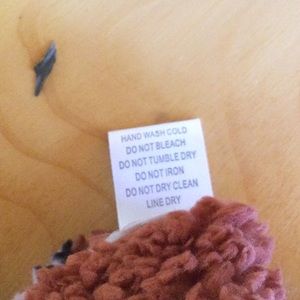 HAND WASH COLD
DO NOT BLEACH
DO NOT TUMBLE DRY
DO NOT IRON
DO NOT DRY CLEAN
LINE DRY